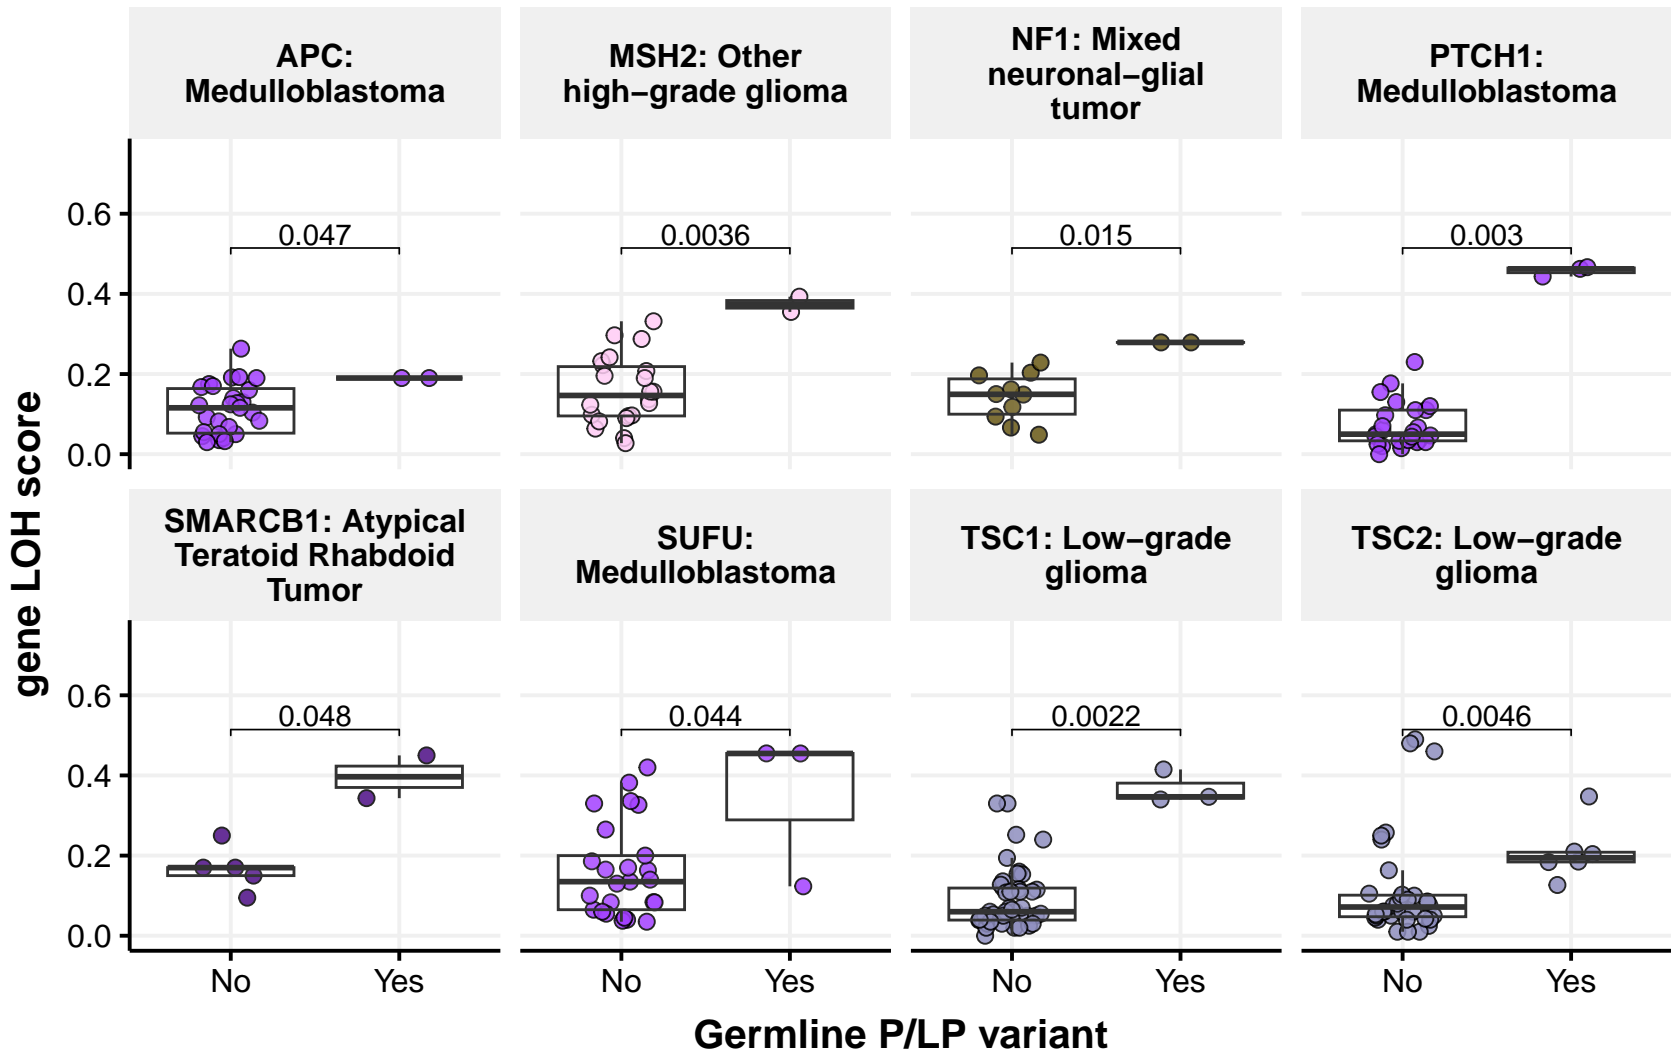 APC:
Medulloblastoma
MSH2: Other
high−grade glioma
NF1: Mixed
neuronal−glial
tumor
PTCH1:
Medulloblastoma
0.6
0.4
0.2
0.0
0.047
0.0036
0.015
0.003
gene LOH score
SMARCB1: Atypical
Teratoid Rhabdoid
Tumor
SUFU:
Medulloblastoma
TSC1: Low−grade
glioma
TSC2: Low−grade
glioma
0.6
0.4
0.2
0.0
0.048
0.044
0.0022
0.0046
No Yes
No Yes
No Yes
No Yes
Germline P/LP variant